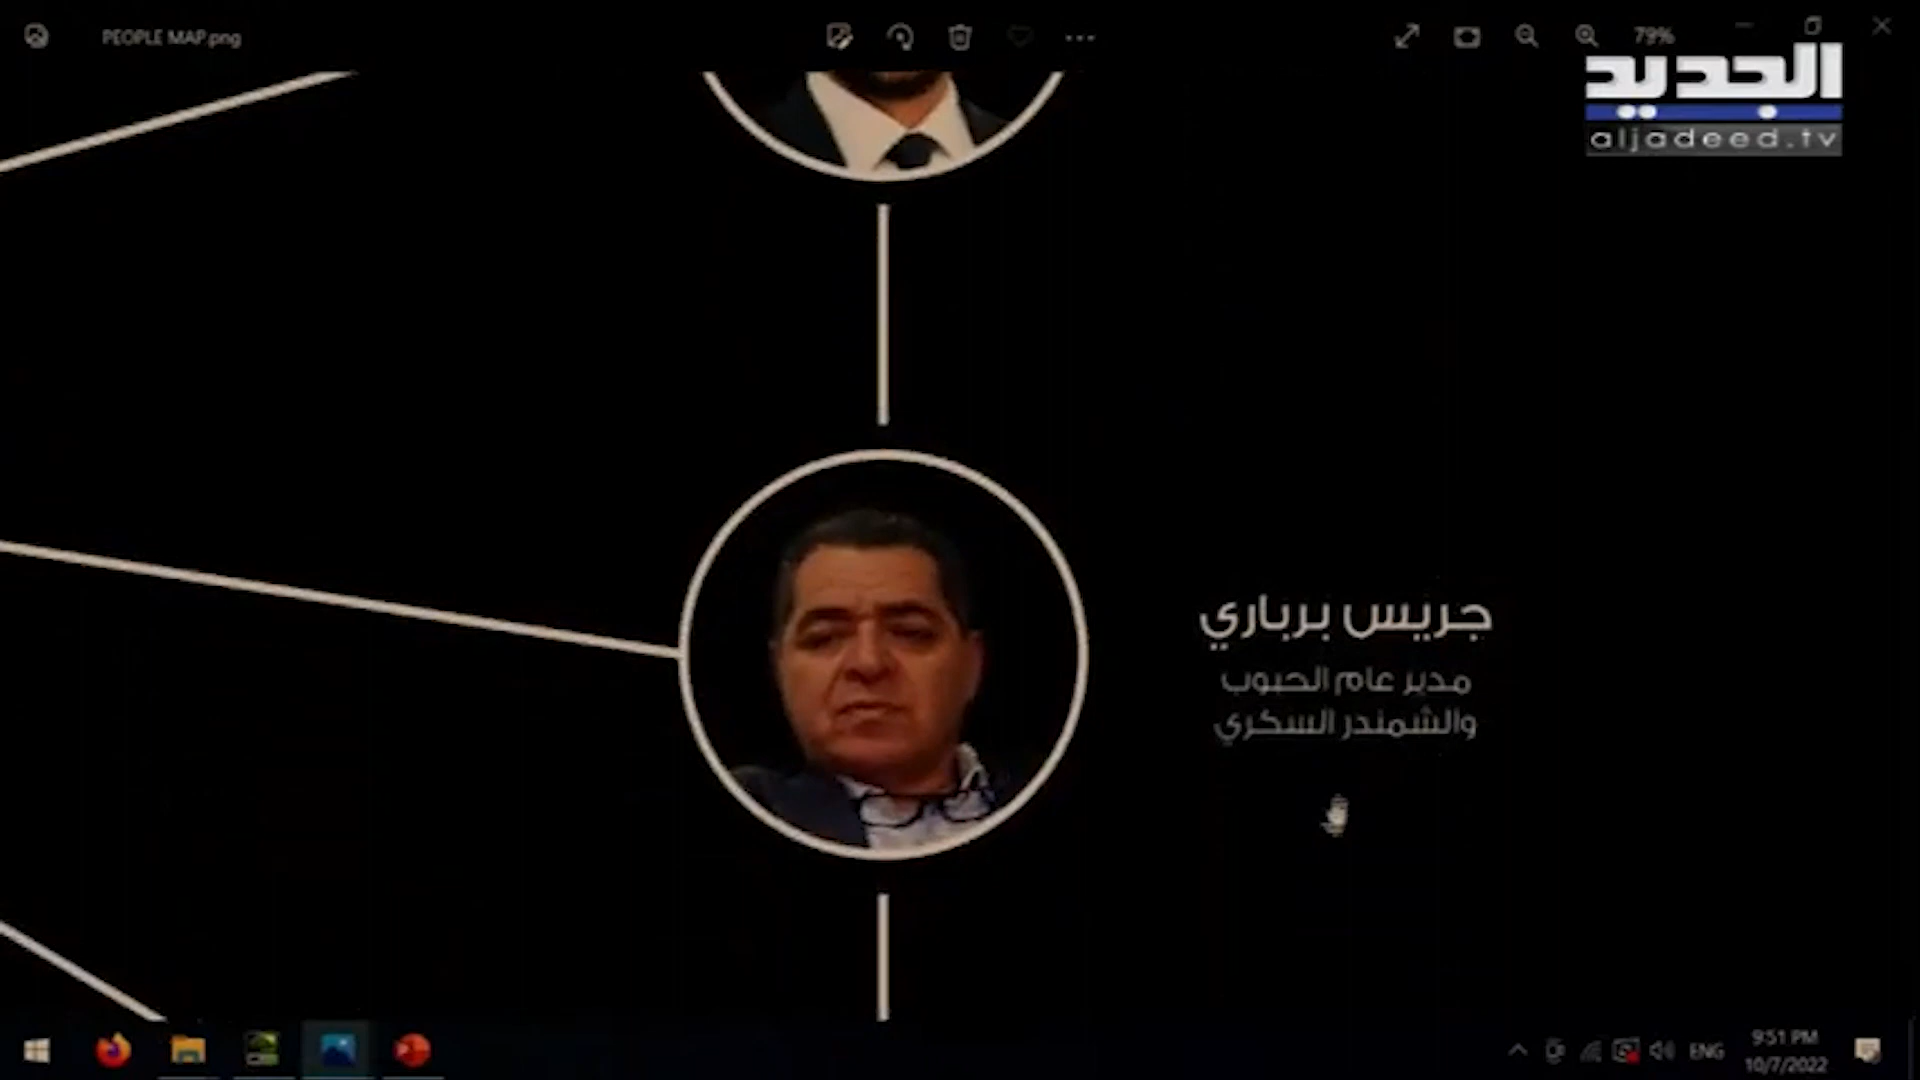 PEOPLE MAP.png
79%
الجديد
aljadeed.tv
جريس برباري
مدير عام الحبوب
والشمندر السكري
ENG
9:51 PM
10/7/2022